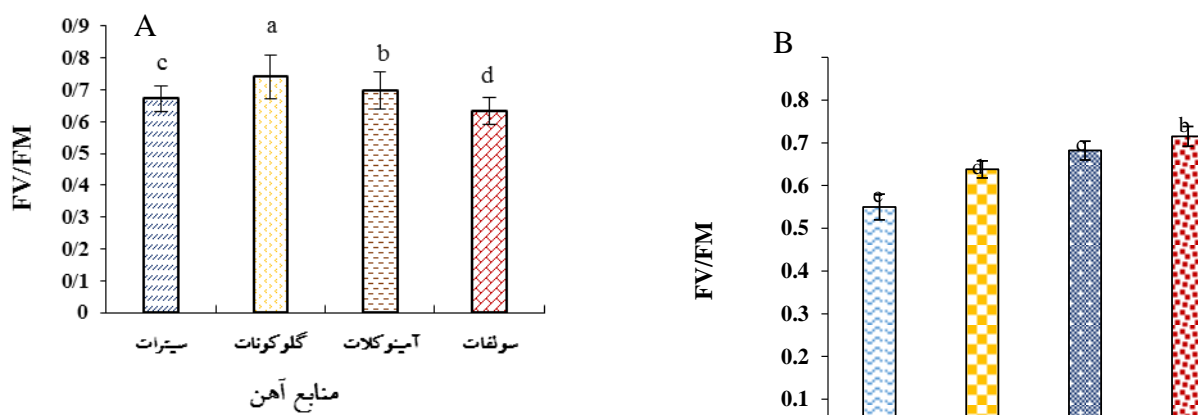 A
0/9
0/8
0/7
0/6
0/5
0/4
0/3
0/2
0/1
0
FV/FM
c
a
b
d
سیترات
گلوکونات
آمینوکلات
سولفات
منابع آهن
B
0.8
0.7
0.6
0.5
0.4
0.3
0.2
0.1
FV/FM
e
d
c
b